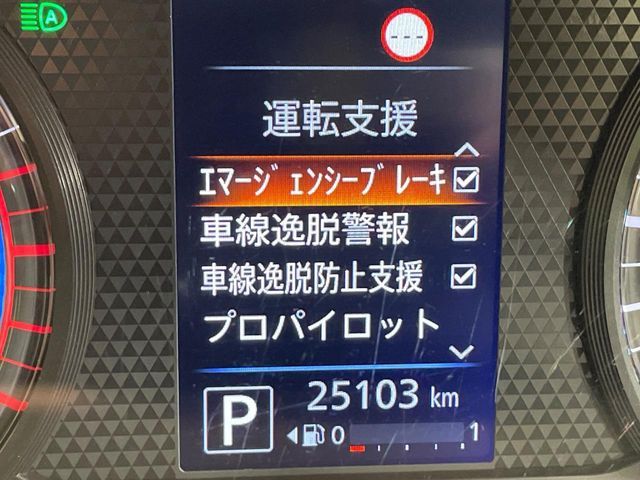 A
---
運転支援
ｴマージェンシーブレーキ
車線逸脱警報
車線逸脱防止支援
プロパイロット
P 25103 km
0 1